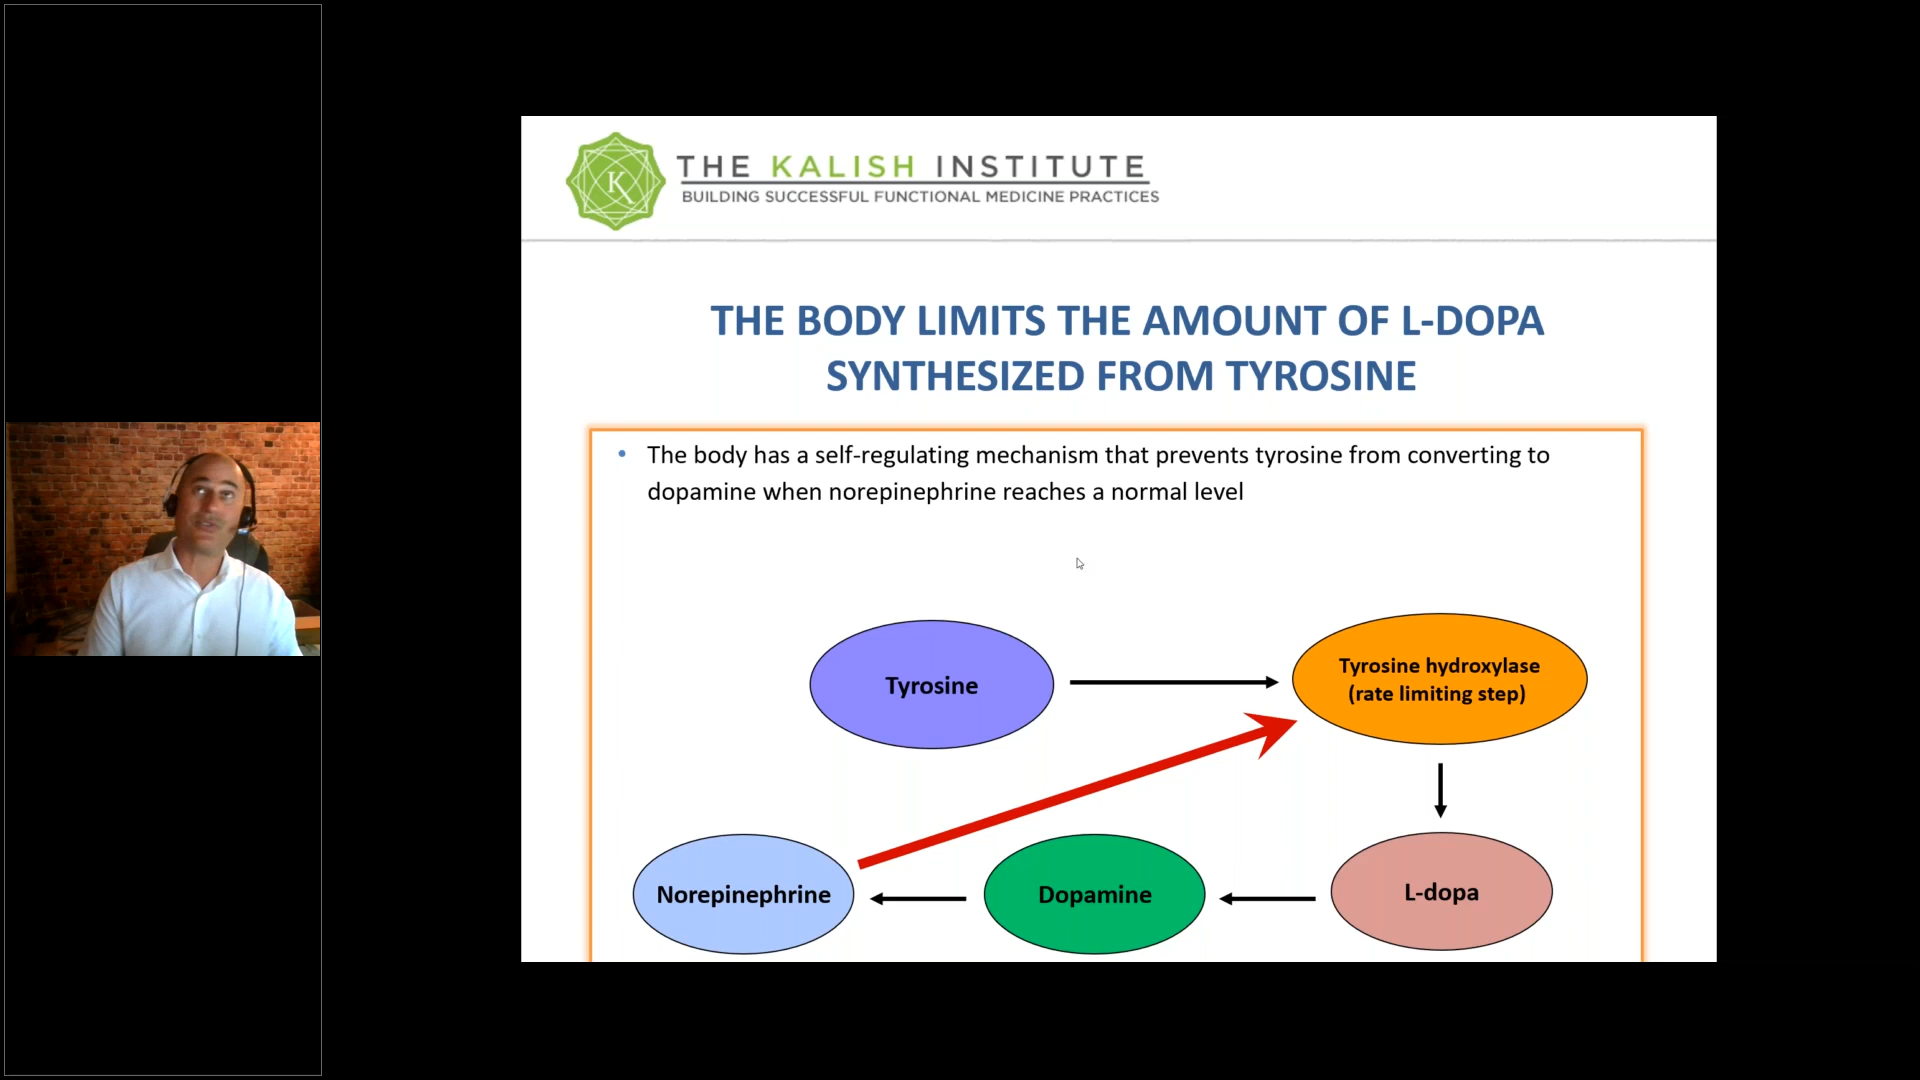 THE KALISH INSTITUTE
BUILDING SUCCESSFUL FUNCTIONAL MEDICINE PRACTICES
K
THE BODY LIMITS THE AMOUNT OF L-DOPA
SYNTHESIZED FROM TYROSINE
• The body has a self-regulating mechanism that prevents tyrosine from converting to
dopamine when norepinephrine reaches a normal level
Tyrosine
Tyrosine hydroxylase
(rate limiting step)
Norepinephrine
Dopamine
L-dopa